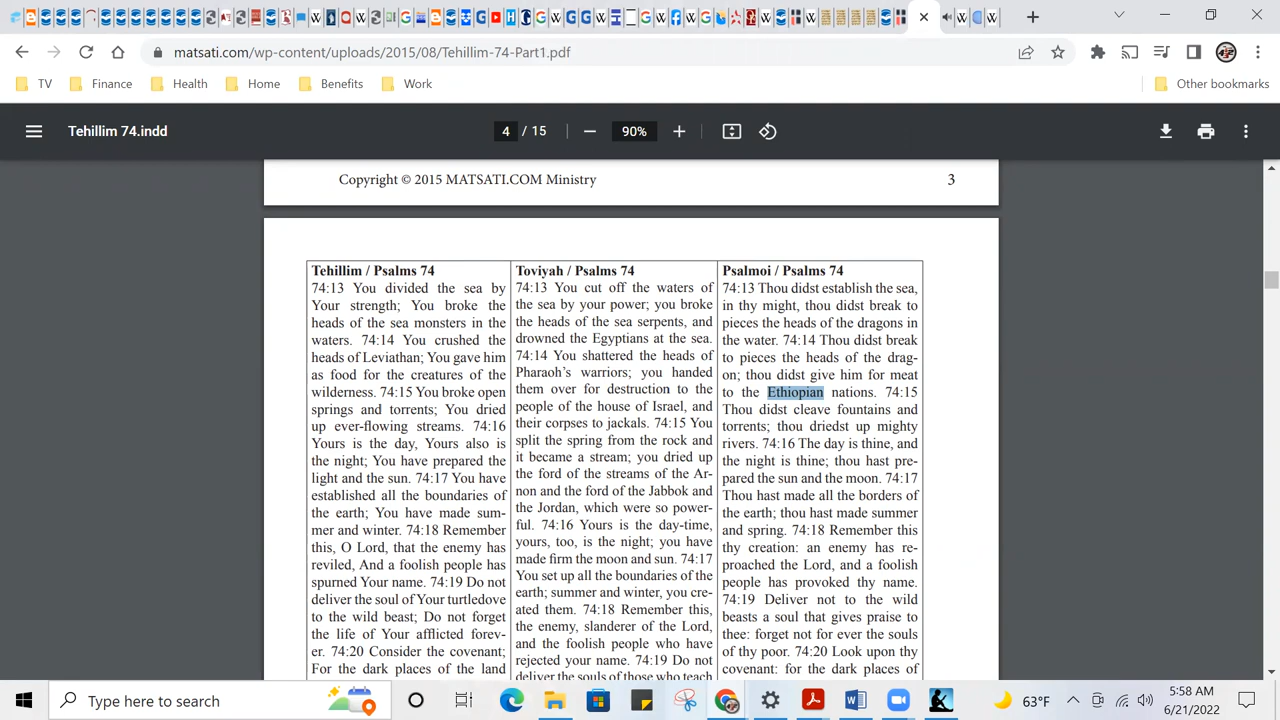 matsati.com/wp-content/uploads/2015/08/Tehillim-74-Part1.pdf
TV
Finance
Health
Home
Benefits
Work
Other bookmarks
Tehillim 74.indd
4 / 15
90%
Copyright © 2015 MATSATI.COM Ministry
3
Tehillim / Psalms 74
74:13 You divided the sea by
Your strength; You broke the
heads of the sea monsters in the
waters. 74:14 You crushed the
heads of Leviathan; You gave him
as food for the creatures of the
wilderness. 74:15 You broke open
springs and torrents; You dried
up ever-flowing streams. 74:16
Yours is the day, Yours also is
the night; You have prepared the
light and the sun. 74:17 You have
established all the boundaries of
the earth; You have made sum-
mer and winter. 74:18 Remember
this, O Lord, that the enemy has
reviled, And a foolish people has
spurned Your name. 74:19 Do not
deliver the soul of Your turtledove
to the wild beast; Do not forget
the life of Your afflicted forev-
er. 74:20 Consider the covenant;
For the dark places of the land
Toviyah / Psalms 74
74:13 You cut off the waters of
the sea by your power; you broke
the heads of the sea serpents, and
drowned the Egyptians at the sea.
74:14 You shattered the heads of
Pharaoh's warriors; you handed
them over for destruction to the
people of the house of Israel, and
their corpses to jackals. 74:15 You
split the spring from the rock and
it became a stream; you dried up
the ford of the streams of the Ar-
non and the ford of the Jabbok and
the Jordan, which were so power-
ful. 74:16 Yours is the day-time,
yours, too, is the night; you have
made firm the moon and sun. 74:17
You set up all the boundaries of the
earth; summer and winter, you cre-
ated them. 74:18 Remember this,
the enemy, slanderer of the Lord,
and the foolish people who have
rejected your name. 74:19 Do not
deliver the souls of those who teach
Psalmoi / Psalms 74
74:13 Thou didst establish the sea,
in thy might, thou didst break to
pieces the heads of the dragons in
the water. 74:14 Thou didst break
to pieces the heads of the drag-
on; thou didst give him for meat
to the Ethiopian nations. 74:15
Thou didst cleave fountains and
torrents; thou driedst up mighty
rivers. 74:16 The day is thine, and
the night is thine; thou hast pre-
pared the sun and the moon. 74:17
Thou hast made all the borders of
the earth; thou hast made summer
and spring. 74:18 Remember this
thy creation: an enemy has re-
proached the Lord, and a foolish
people has provoked thy name.
74:19 Deliver not to the wild
beasts a soul that gives praise to
thee: forget not for ever the souls
of thy poor. 74:20 Look upon thy
covenant: for the dark places of
Type here to search
63°F
5:58 AM
6/21/2022